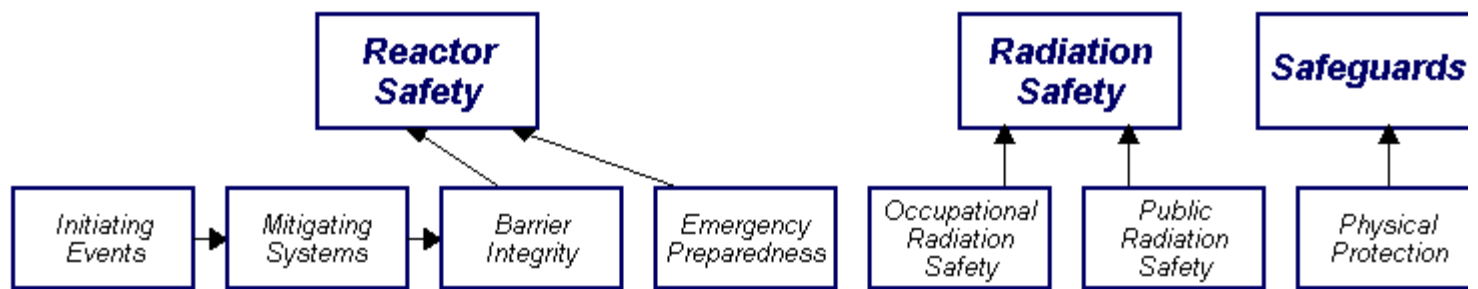 Reactor
Safety
Radiation
Safety
Safeguards
Initiating
Events
Mitigating
Systems
Barrier
Integrity
Emergency
Preparedness
Occupational
Radiation
Safety
Public
Radiation
Safety
Physical
Protection